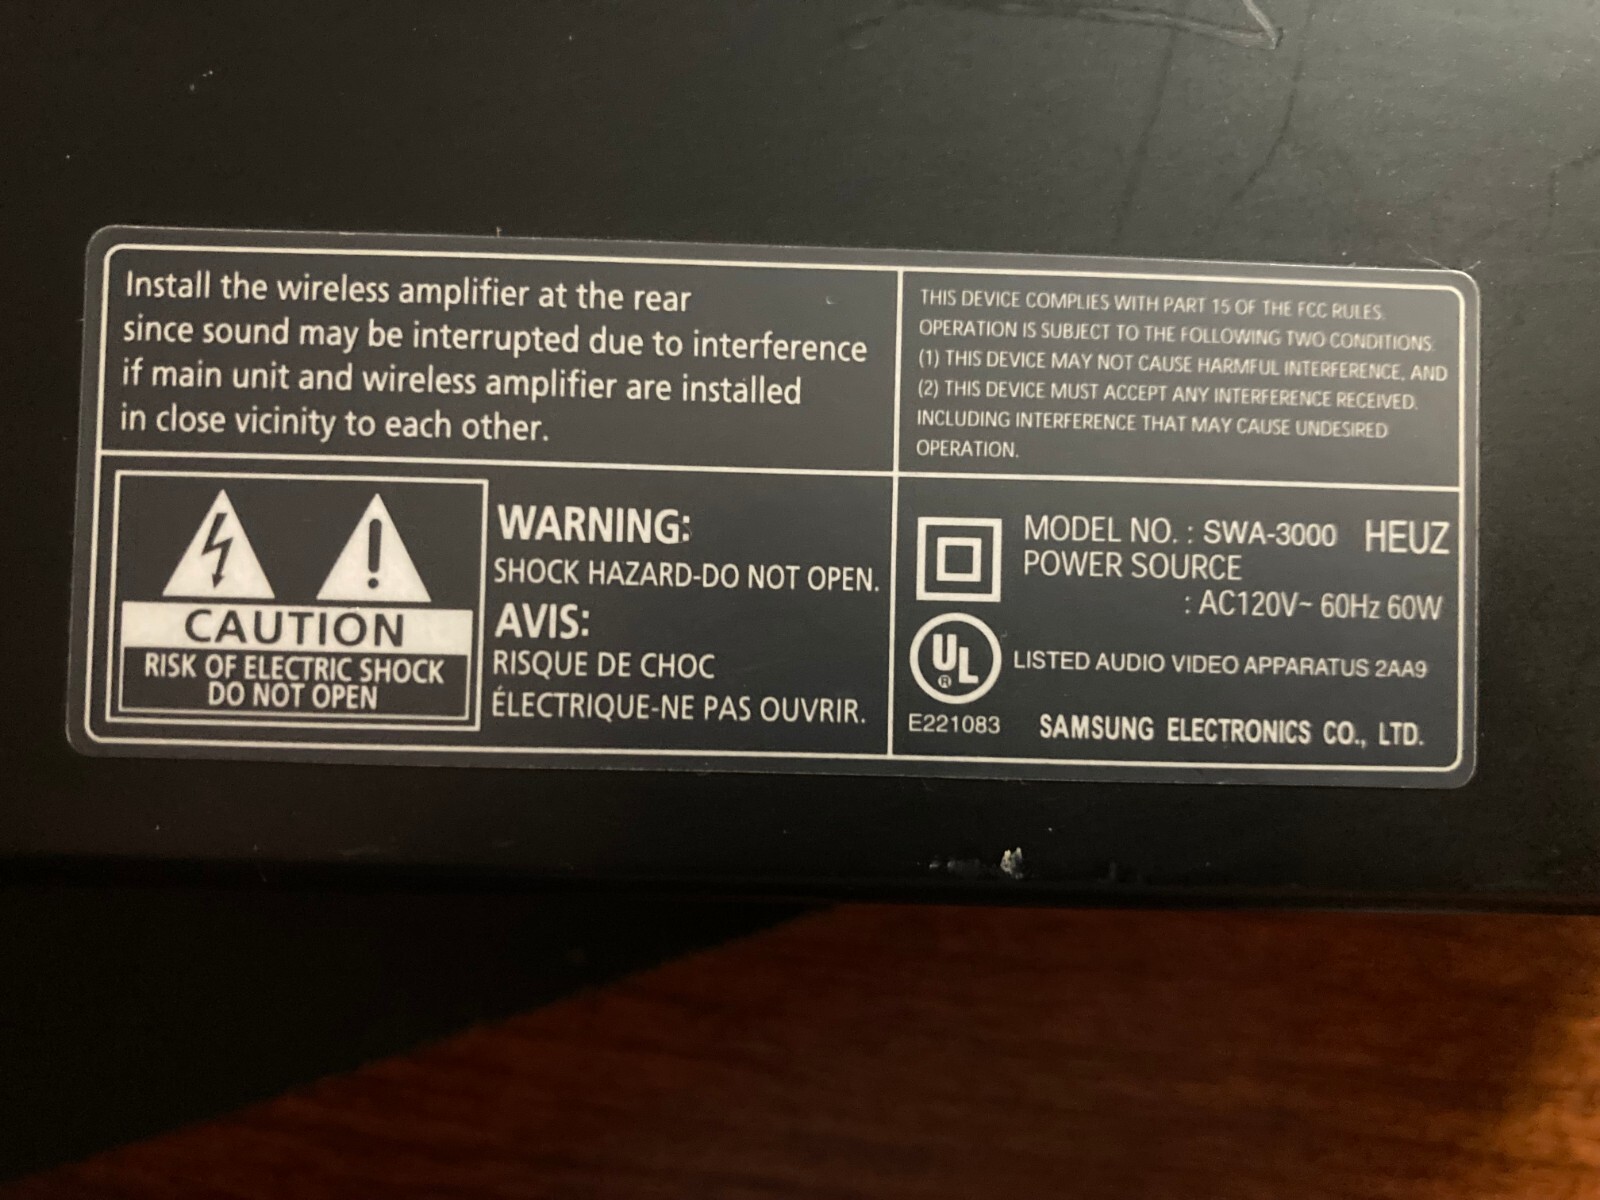 Install the wireless amplifier at the rear
since sound may be interrupted due to interference
if main unit and wireless amplifier are installed
in close vicinity to each other.
THIS DEVICE COMPLIES WITH PART 15 OF THE FCC RULES.
OPERATION IS SUBJECT TO THE FOLLOWING TWO CONDITIONS:
(1) THIS DEVICE MAY NOT CAUSE HARMFUL INTERFERENCE, AND
(2) THIS DEVICE MUST ACCEPT ANY INTERFERENCE RECEIVED.
INCLUDING INTERFERENCE THAT MAY CAUSE UNDESIRED
OPERATION.
CAUTION
RISK OF ELECTRIC SHOCK
DO NOT OPEN
WARNING:
SHOCK HAZARD-DO NOT OPEN.
AVIS:
RISQUE DE CHOC
ÉLECTRIQUE-NE PAS OUVRIR.
MODEL NO. : SWA-3000 HEUZ
POWER SOURCE
: AC120V~ 60Hz 60W
UL ® LISTED AUDIO VIDEO APPARATUS 2AA9
E221083 SAMSUNG ELECTRONICS CO., LTD.